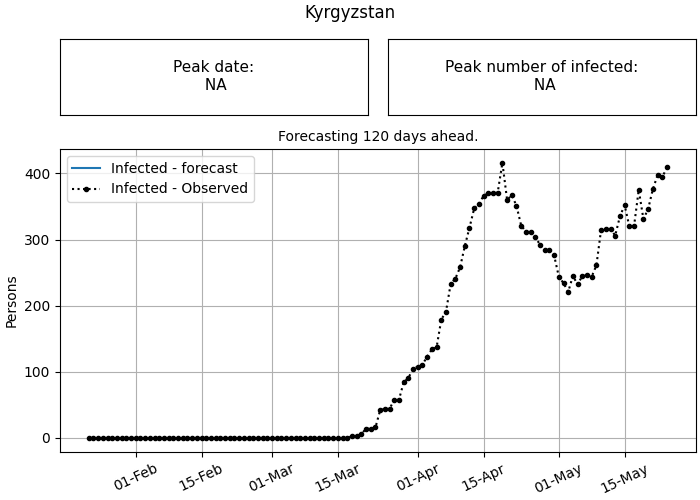 Kyrgyzstan
Peak date:
NA
Peak number of infected:
NA
Forecasting 120 days ahead.
Infected - forecast
Infected - Observed
Persons
400
300
200
100
0
01-Feb
15-Feb
01-Mar
15-Mar
01-Apr
15-Apr
01-May
15-May